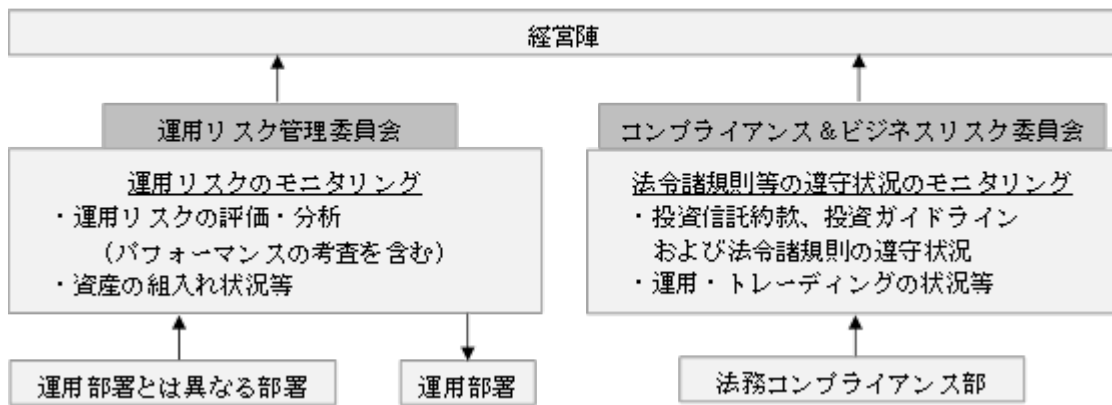 経営陣
運用リスク管理委員会
運用リスクのモニタリング
・運用リスクの評価・分析
（パフォーマンスの考査を含む）
・資産の組入れ状況等
運用部署とは異なる部署
運用部署
コンプライアンス＆ビジネスリスク委員会
法令諸規則等の遵守状況のモニタリング
・投資信託約款、投資ガイドライン
および法令諸規則の遵守状況
・運用・トレーディングの状況等
法務コンプライアンス部